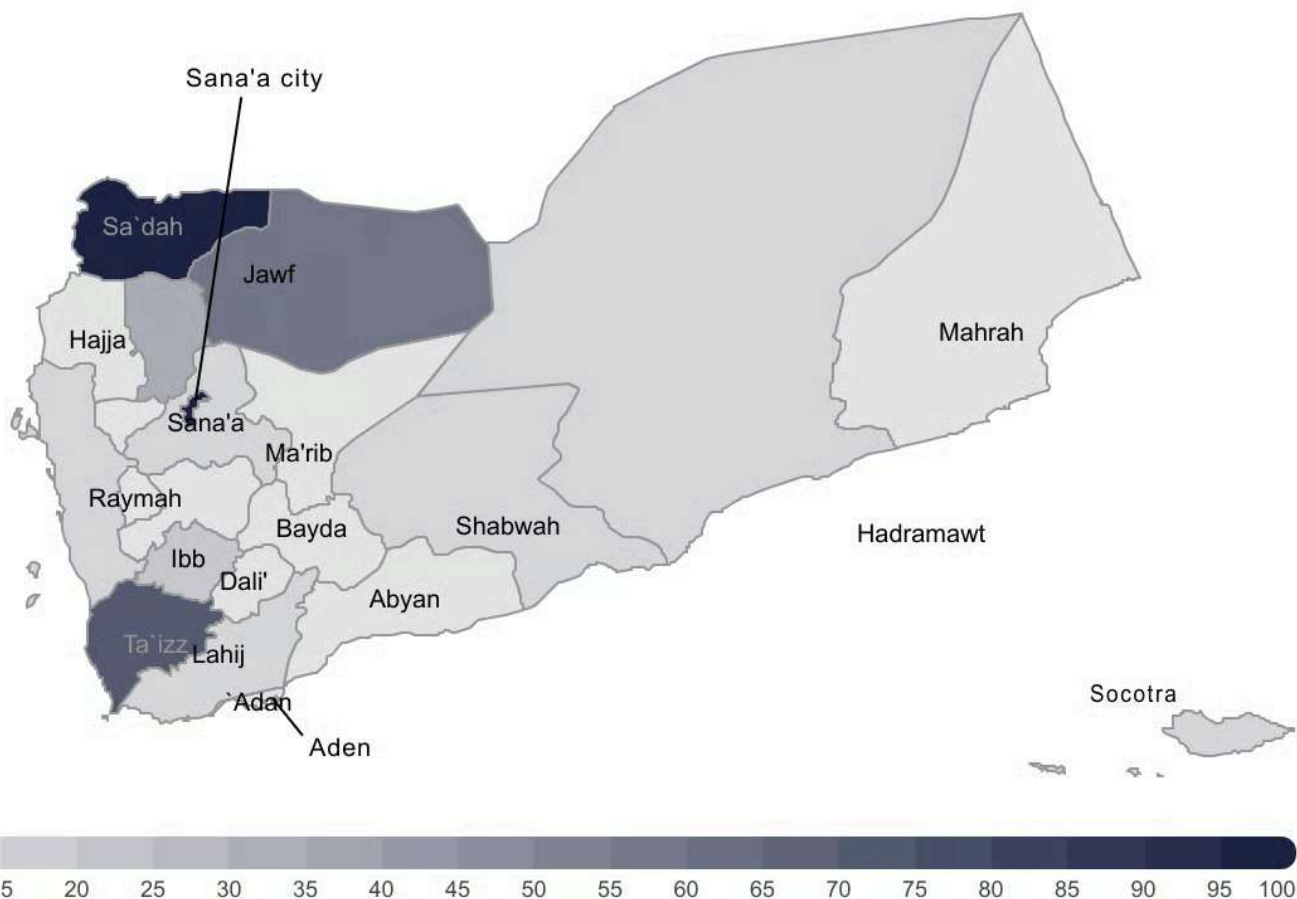 Sana'a city
Sa`dah
Jawf
Hajja
Mahrah
Sana'a
Ma'rib
Raymah
Bayda
Shabwah
Hadramawt
Ibb
Dali'
Abyan
Ta`izz
Lahij
`Adan
Socotra
Aden
5 20 25 30 35 40 45 50 55 60 65 70 75 80 85 90 95 100